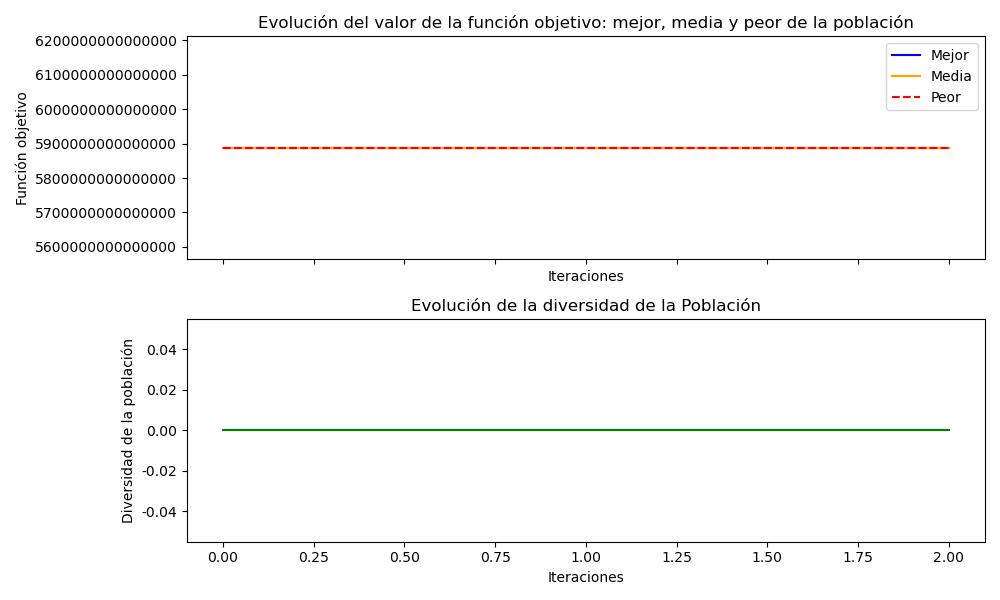 Evolución del valor de la función objetivo: mejor, media y peor de la población
6200000000000000
6100000000000000
6000000000000000
5900000000000000
5800000000000000
5700000000000000
5600000000000000
Función objetivo
Mejor
Media
Peor
Iteraciones
Evolución de la diversidad de la Población
0.04
0.02
0.00
-0.02
-0.04
Diversidad de la población
0.00 0.25 0.50 0.75 1.00 1.25 1.50 1.75 2.00
Iteraciones